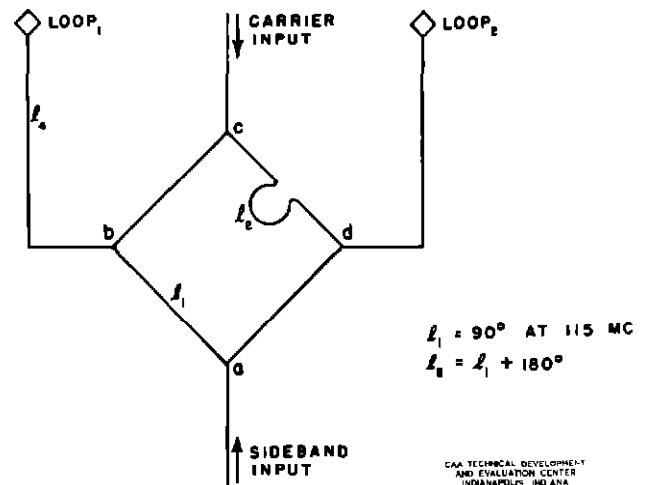 LOOP₁
CARRIER
INPUT
LOOP₂
ℓ₄
c
ℓ₂
b
d
ℓ₁
ℓ₁ = 90° AT 115 MC
ℓ₂ = ℓ₁ + 180°
a
SIDEBAND
INPUT
CAA TECHNICAL DEVELOPMENT
AND EVALUATION CENTER
INDIANAPOLIS, INDIANA